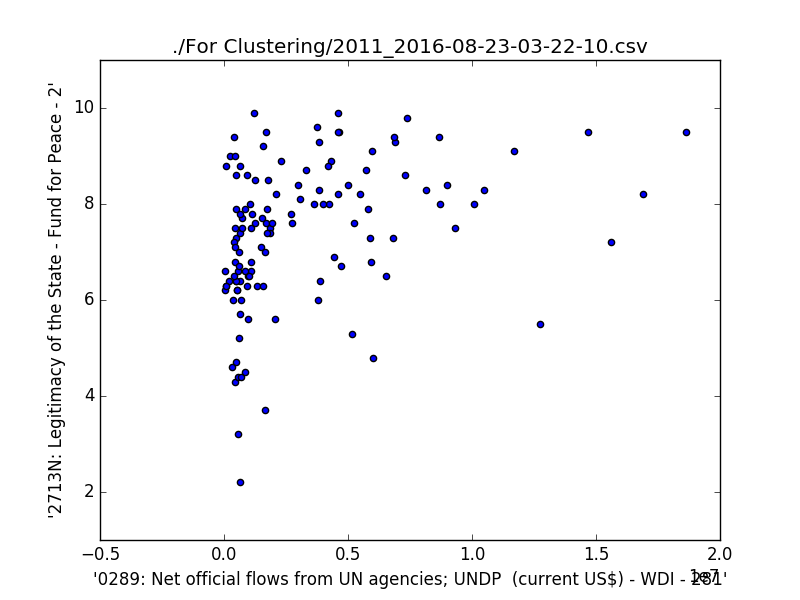 ./For Clustering/2011_2016-08-23-03-22-10.csv
'2713N: Legitimacy of the State - Fund for Peace - 2'
10
8
6
4
2
−0.5 0.0 0.5 1.0 1.5 2.0
1e7
'0289: Net official flows from UN agencies; UNDP (current US$) - WDI - 281'